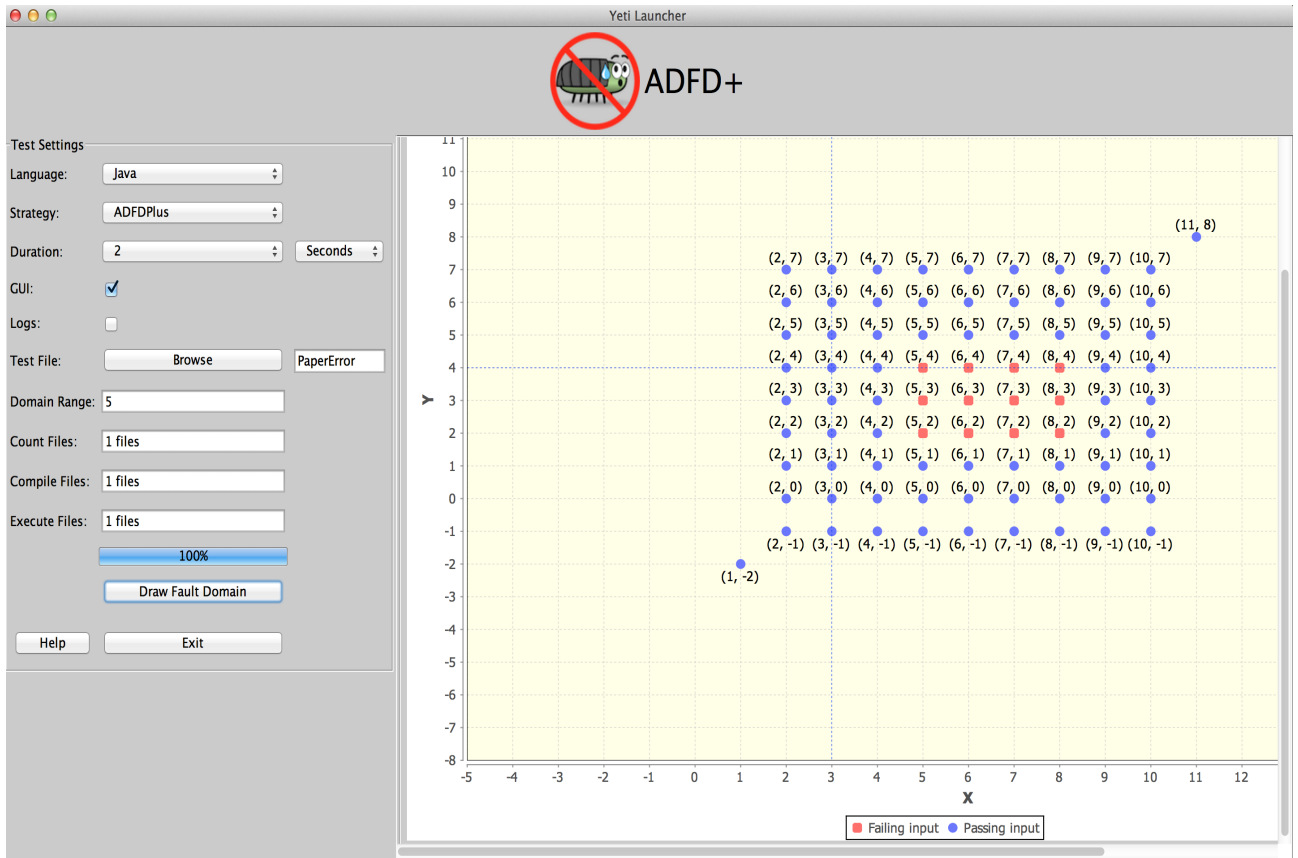 Yeti Launcher
ADFD+
Test Settings
Language: Java
Strategy: ADFDPlus
Duration: 2 Seconds
GUI:
Logs:
Test File: Browse PaperError
Domain Range: 5
Count Files: 1 files
Compile Files: 1 files
Execute Files: 1 files
100%
Draw Fault Domain
Help Exit
11
10
9
8
7
6
5
4
3
2
1
0
-1
-2
-3
-4
-5
-6
-7
-8
Y
(11, 8)
(2, 7) (3, 7) (4, 7) (5, 7) (6, 7) (7, 7) (8, 7) (9, 7) (10, 7)
(2, 6) (3, 6) (4, 6) (5, 6) (6, 6) (7, 6) (8, 6) (9, 6) (10, 6)
(2, 5) (3, 5) (4, 5) (5, 5) (6, 5) (7, 5) (8, 5) (9, 5) (10, 5)
(2, 4) (3, 4) (4, 4) (5, 4) (6, 4) (7, 4) (8, 4) (9, 4) (10, 4)
(2, 3) (3, 3) (4, 3) (5, 3) (6, 3) (7, 3) (8, 3) (9, 3) (10, 3)
(2, 2) (3, 2) (4, 2) (5, 2) (6, 2) (7, 2) (8, 2) (9, 2) (10, 2)
(2, 1) (3, 1) (4, 1) (5, 1) (6, 1) (7, 1) (8, 1) (9, 1) (10, 1)
(2, 0) (3, 0) (4, 0) (5, 0) (6, 0) (7, 0) (8, 0) (9, 0) (10, 0)
(2, -1) (3, -1) (4, -1) (5, -1) (6, -1) (7, -1) (8, -1) (9, -1) (10, -1)
(1, -2)
-5 -4 -3 -2 -1 0 1 2 3 4 5 6 7 8 9 10 11 12
X
Failing input Passing input